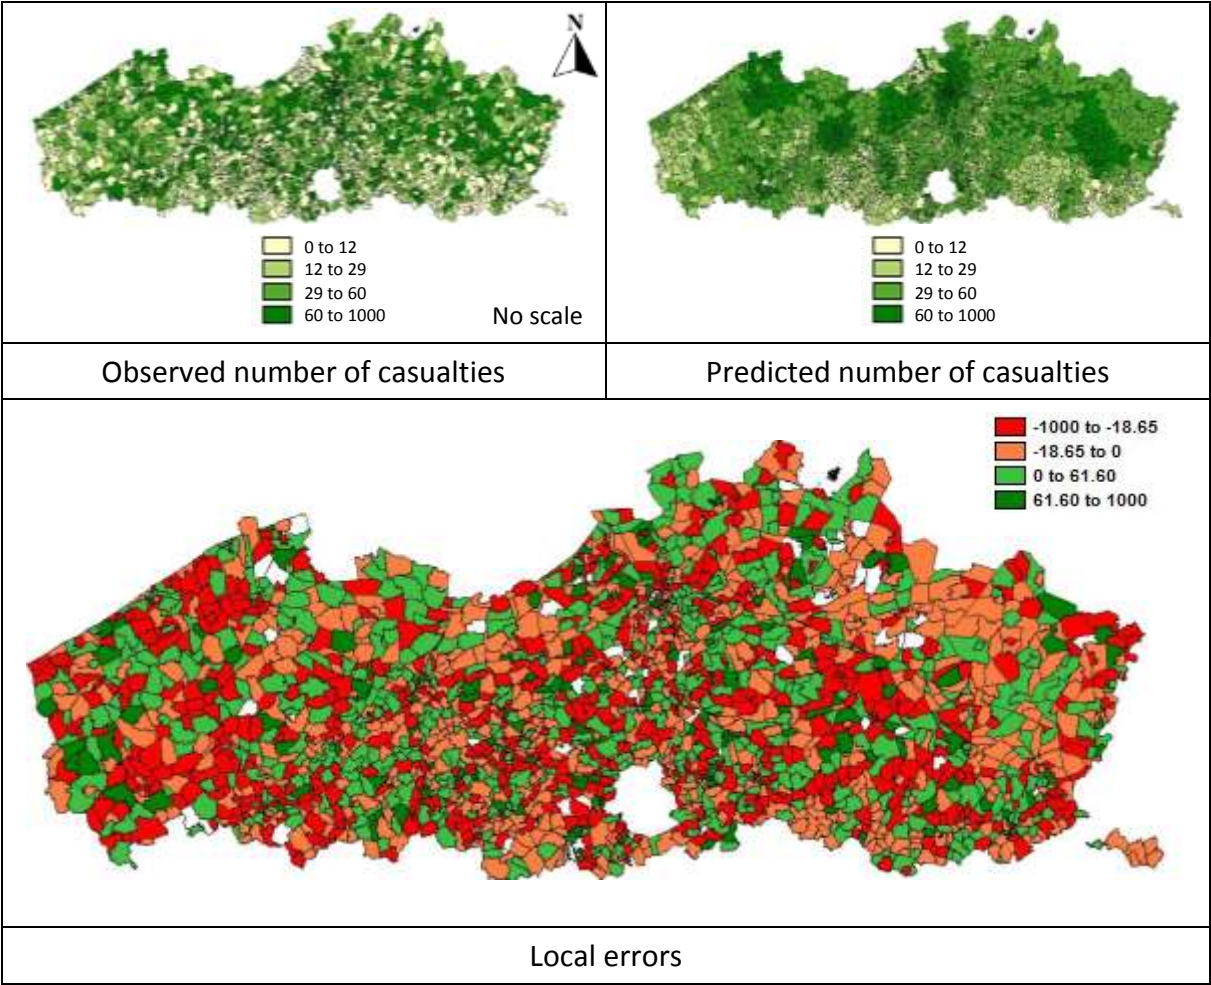 N
0 to 12
12 to 29
29 to 60
60 to 1000
No scale
0 to 12
12 to 29
29 to 60
60 to 1000
Observed number of casualties
Predicted number of casualties
-1000 to -18.65
-18.65 to 0
0 to 61.60
61.60 to 1000
Local errors